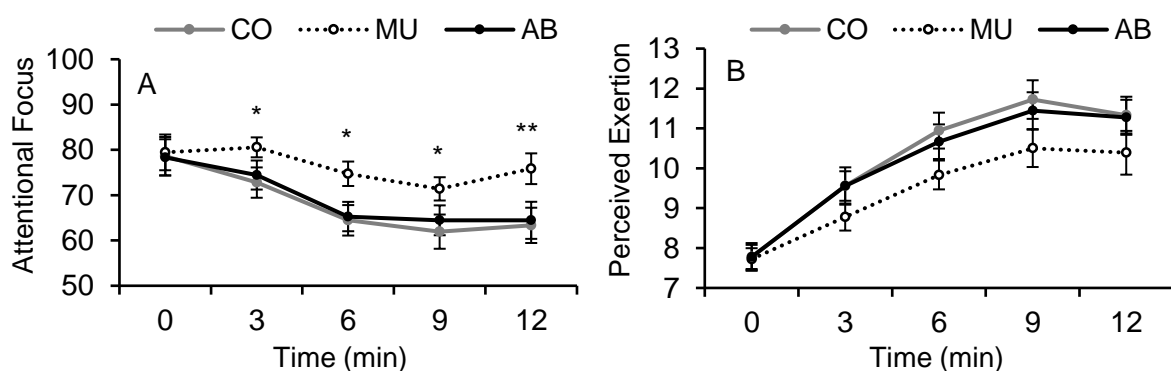 CO MU AB
A
Attentional Focus
100
90
80
70
60
50
* * * **
0 3 6 9 12
Time (min)
CO MU AB
B
Perceived Exertion
13
12
11
10
9
8
7
0 3 6 9 12
Time (min)